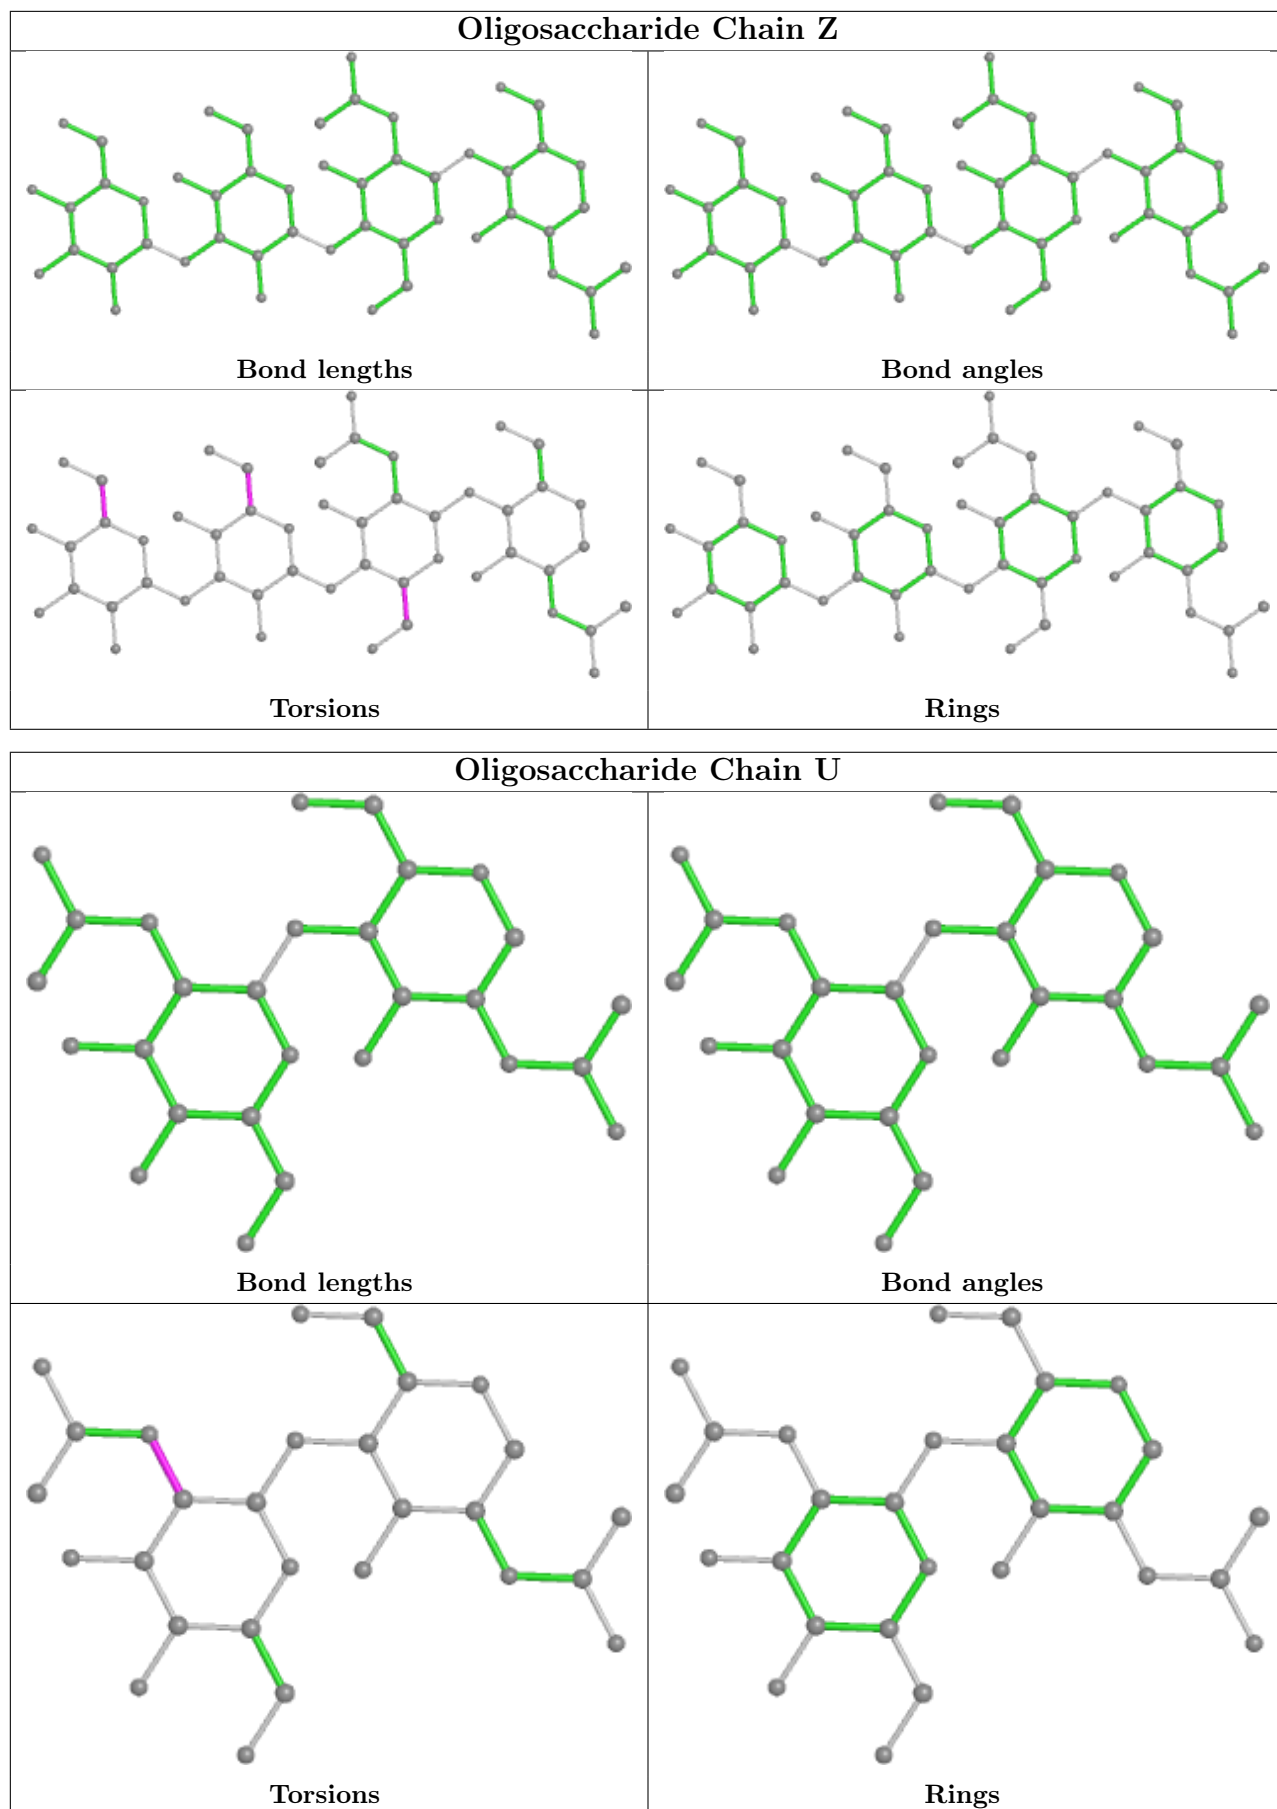 Oligosaccharide Chain Z
Bond lengths
Bond angles
Torsions
Rings
Oligosaccharide Chain U
Bond lengths
Bond angles
Torsions
Rings